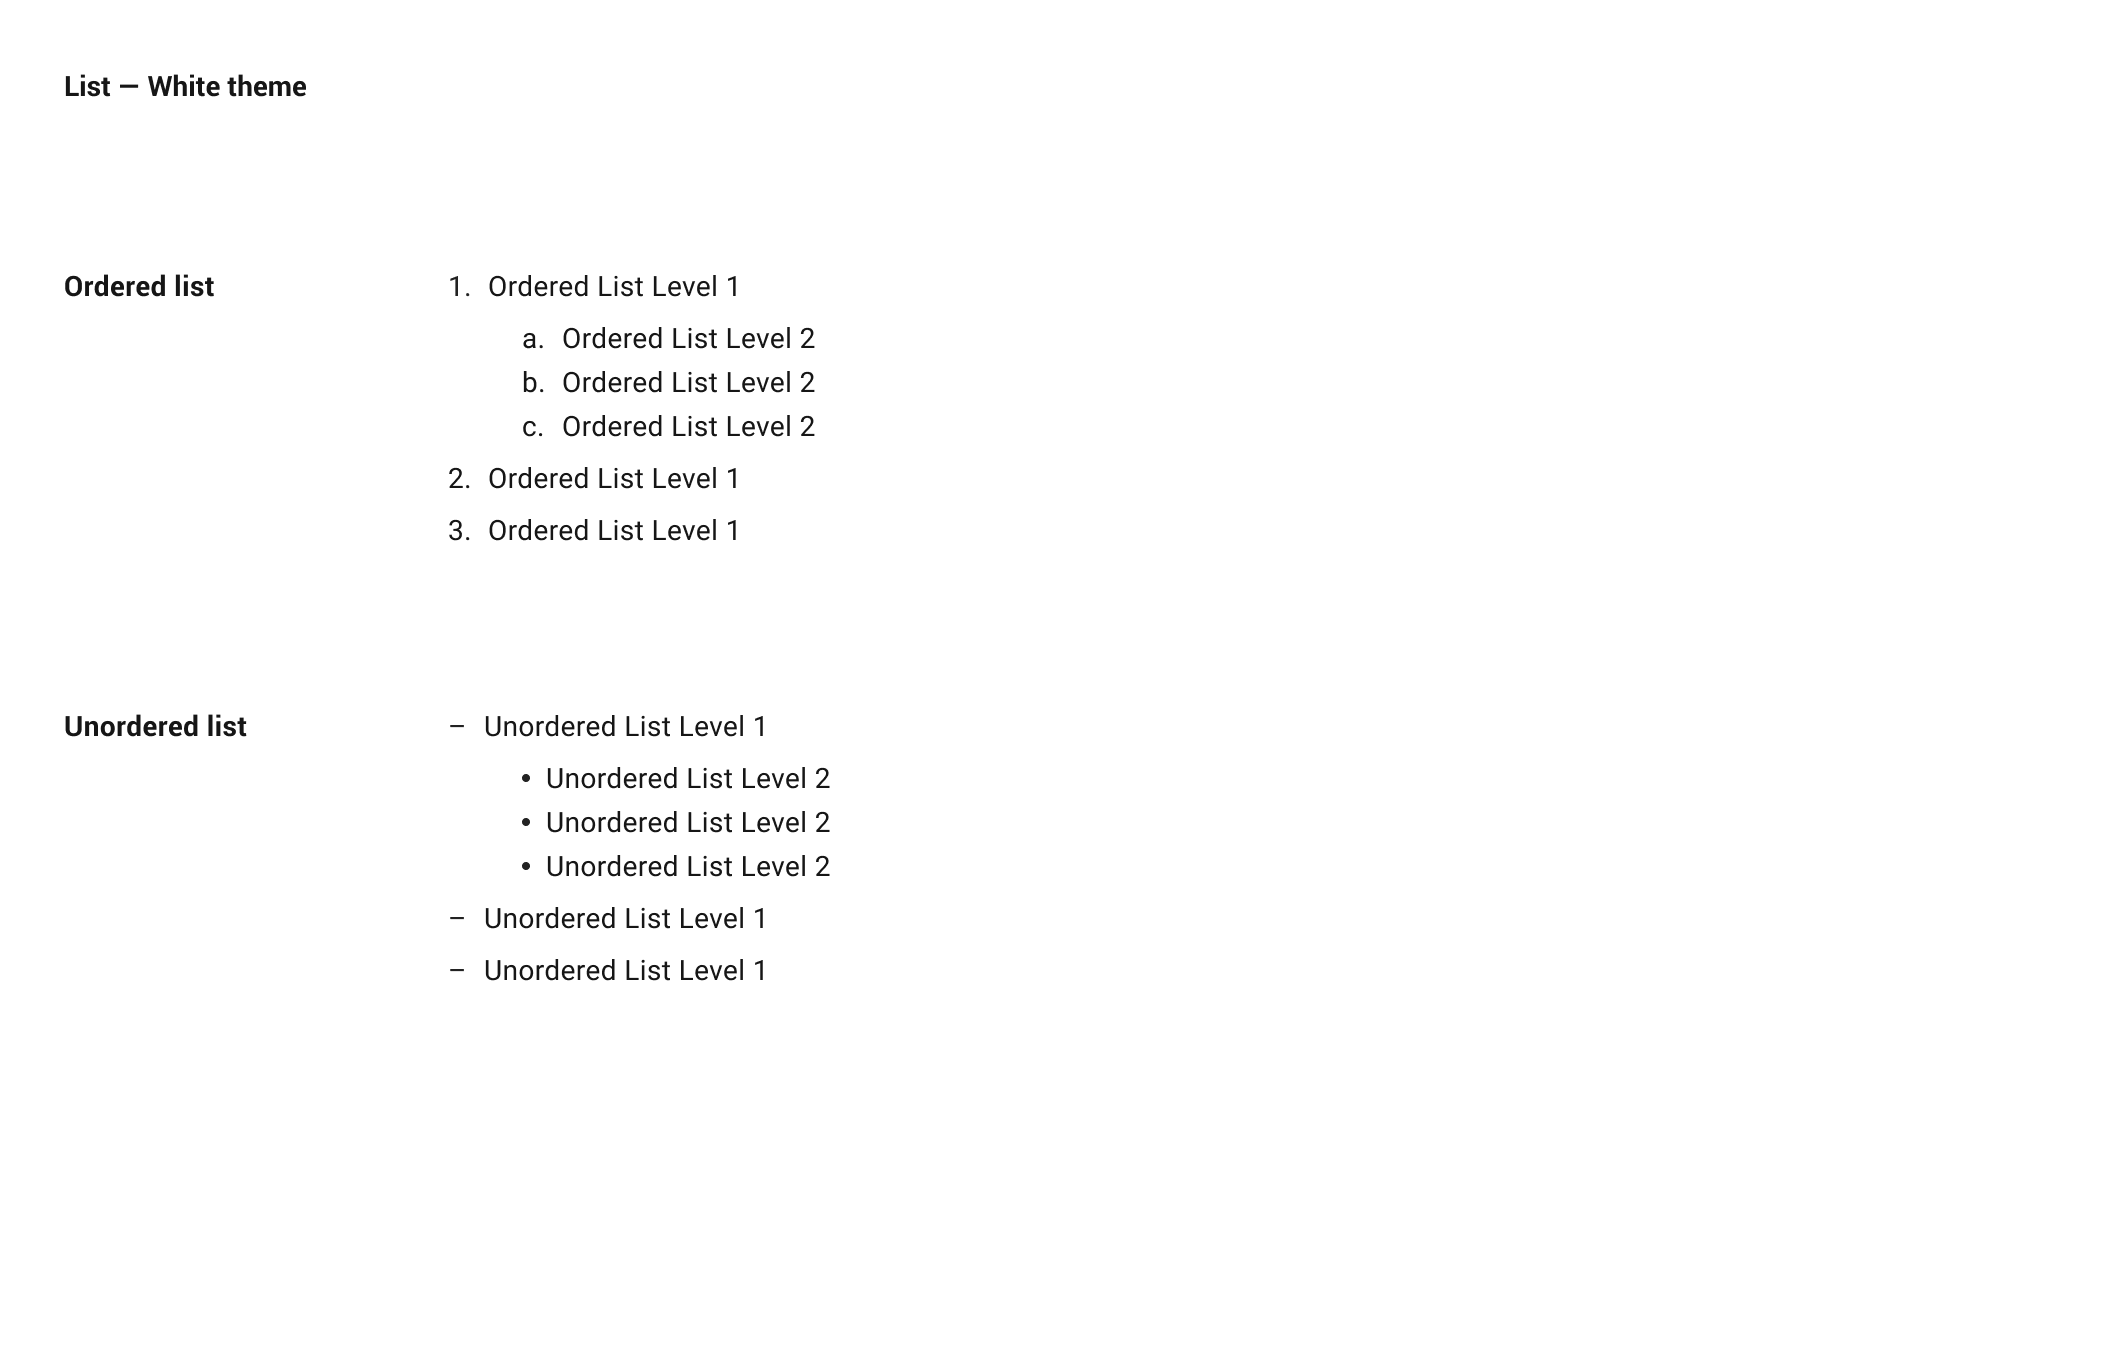 List — White theme
Ordered list
1. Ordered List Level 1
a. Ordered List Level 2
b. Ordered List Level 2
c. Ordered List Level 2
2. Ordered List Level 1
3. Ordered List Level 1
Unordered list
– Unordered List Level 1
• Unordered List Level 2
• Unordered List Level 2
• Unordered List Level 2
– Unordered List Level 1
– Unordered List Level 1